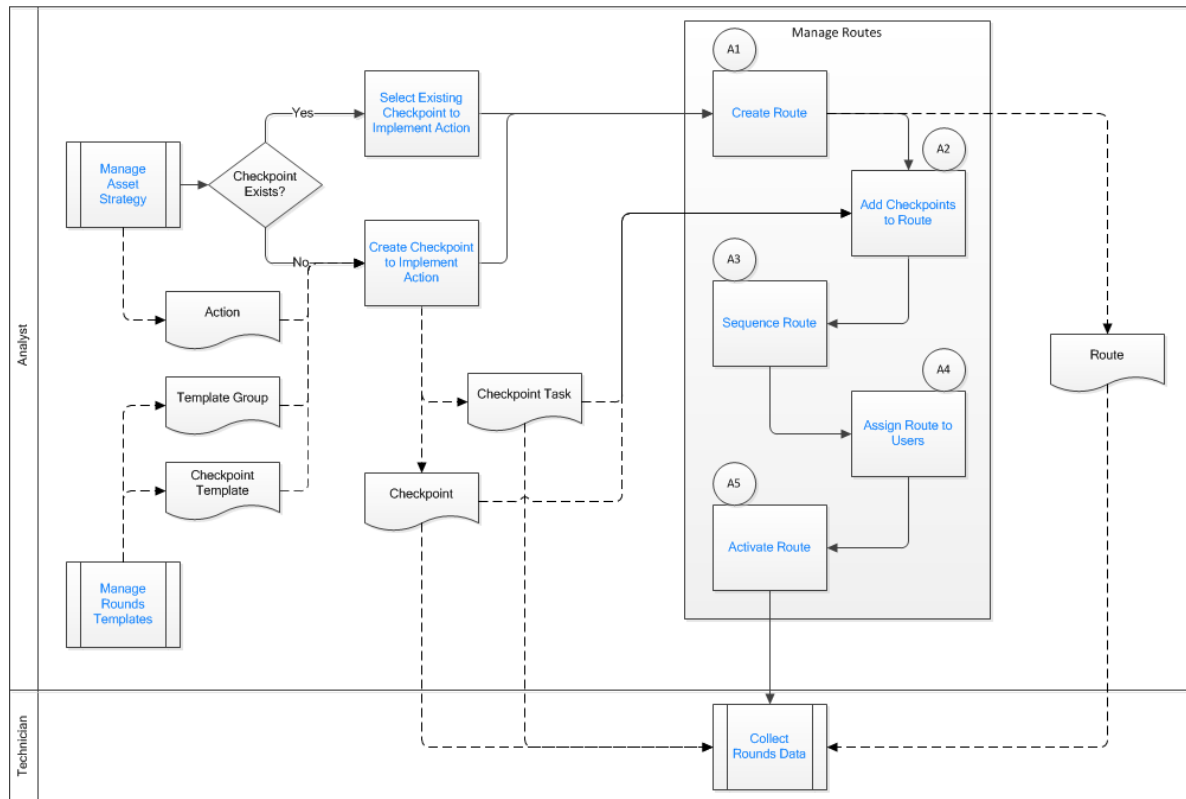 Manage Routes
A1
Select Existing
Checkpoint to
Implement Action
Yes
Create Route
A2
Manage
Asset
Strategy
Checkpoint
Exists?
Add Checkpoints
to Route
Create Checkpoint
to Implement
Action
No
A3
Action
Sequence Route
Analyst
Route
A4
Template Group
Checkpoint Task
Assign Route to
Users
Checkpoint
Template
Checkpoint
A5
Activate Route
Manage
Rounds
Templates
Technician
Collect
Rounds Data